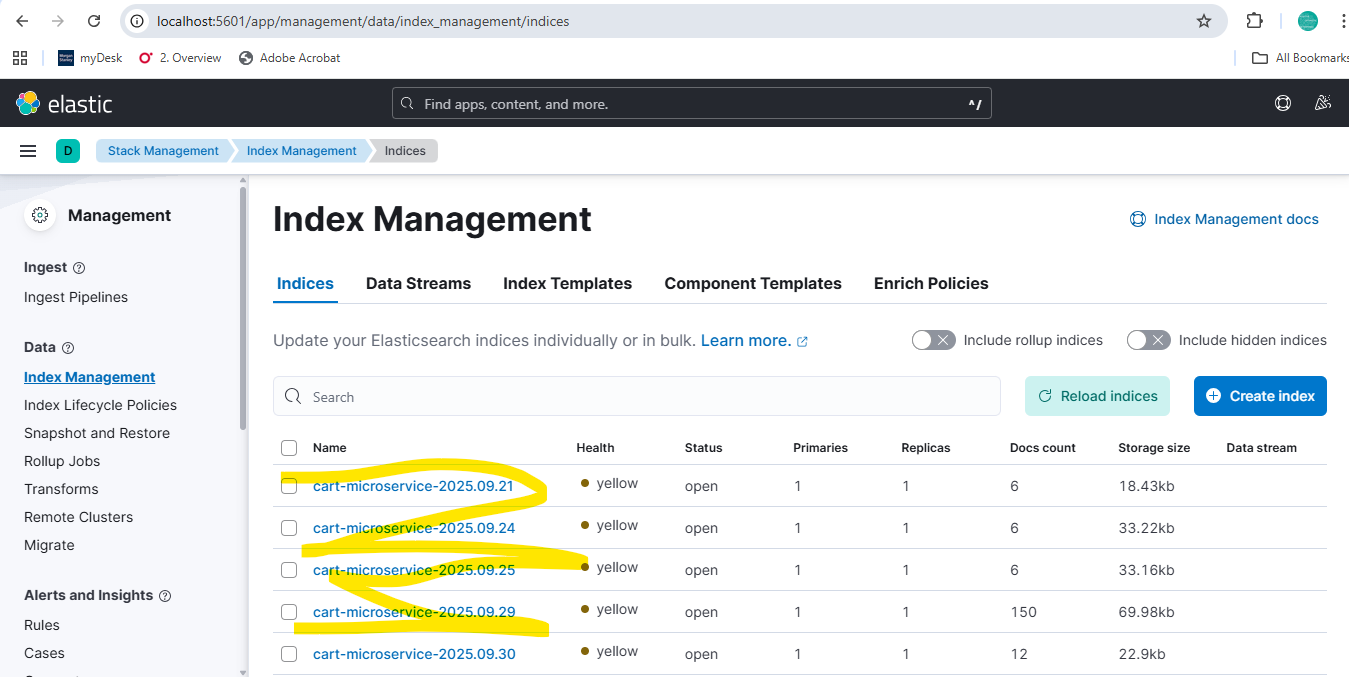 localhost:5601/app/management/data/index_management/indices
myDesk 2. Overview Adobe Acrobat All Bookmarks
elastic Find apps, content, and more. ^/
D Stack Management Index Management Indices
Management
Ingest
Ingest Pipelines
Data
Index Management
Index Lifecycle Policies
Snapshot and Restore
Rollup Jobs
Transforms
Remote Clusters
Migrate
Alerts and Insights
Rules
Cases
Index Management
Index Management docs
Indices Data Streams Index Templates Component Templates Enrich Policies
Update your Elasticsearch indices individually or in bulk. Learn more. Include rollup indices Include hidden indices
Search Reload indices Create index
Name Health Status Primaries Replicas Docs count Storage size Data stream
cart-microservice-2025.09.21 yellow open 1 1 6 18.43kb
cart-microservice-2025.09.24 yellow open 1 1 6 33.22kb
cart-microservice-2025.09.25 yellow open 1 1 6 33.16kb
cart-microservice-2025.09.29 yellow open 1 1 150 69.98kb
cart-microservice-2025.09.30 yellow open 1 1 12 22.9kb